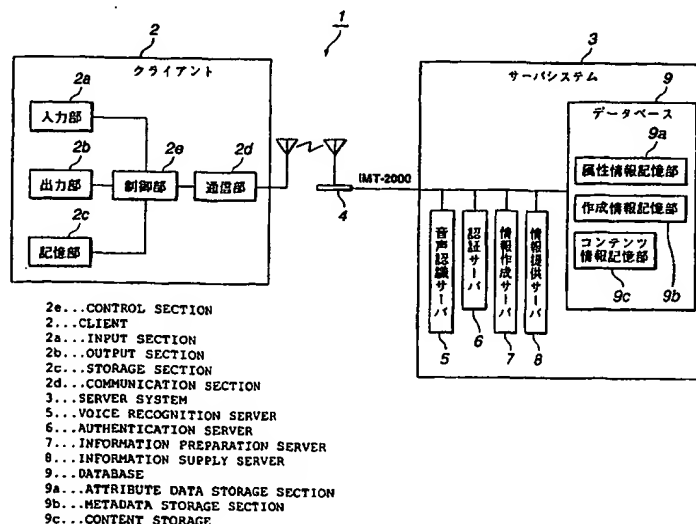 1
2
クライアント
2a
入力部
2b
出力部
2c
記憶部
2e
制御部
2d
通信部
4
IMT-2000
3
サーバシステム
音声認識サーバ
5
認証サーバ
6
情報作成サーバ
7
情報提供サーバ
8
9
データベース
9a
属性情報記憶部
作成情報記憶部
9b
コンテンツ
情報記憶部
9c
2e...CONTROL SECTION
2...CLIENT
2a...INPUT SECTION
2b...OUTPUT SECTION
2c...STORAGE SECTION
2d...COMMUNICATION SECTION
3...SERVER SYSTEM
5...VOICE RECOGNITION SERVER
6...AUTHENTICATION SERVER
7...INFORMATION PREPARATION SERVER
8...INFORMATION SUPPLY SERVER
9...DATABASE
9a...ATTRIBUTE DATA STORAGE SECTION
9b...METADATA STORAGE SECTION
9c...CONTENT STORAGE